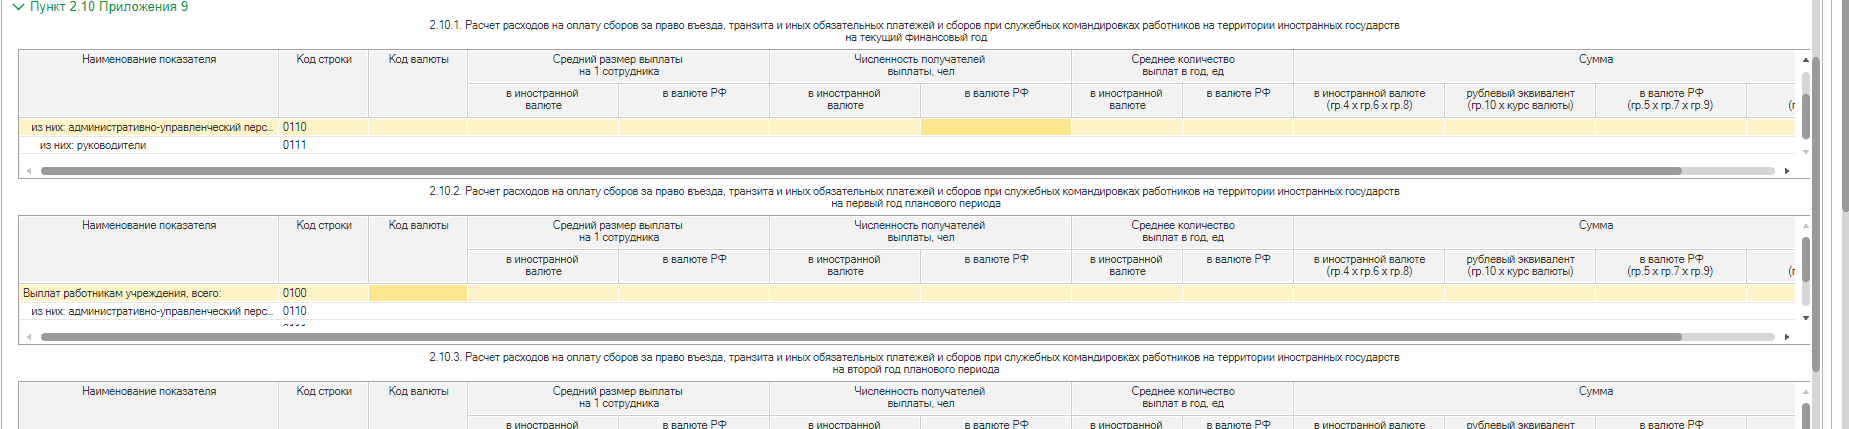 Пункт 2.10 Приложения 9
2.10.1. Расчет расходов на оплату сборов за право въезда, транзита и иных обязательных платежей и сборов при служебных командировках работников на территории иностранных государств
на текущий финансовый год
Наименование показателя Код строки Код валюты Средний размер выплаты Численность получателей Среднее количество Сумма
на 1 сотрудника выплаты, чел выплат в год, ед
в иностранной в валюте РФ в иностранной в валюте РФ в иностранной в валюте РФ в иностранной валюте рублевый эквивалент в валюте РФ
валюте валюте валюте (гр.4 х гр.6 х гр.8) (гр.10 х курс валюты) (гр.5 х гр.7 х гр.9) (г
из них: административно-управленческий перс... 0110
из них: руководители 0111
2.10.2. Расчет расходов на оплату сборов за право въезда, транзита и иных обязательных платежей и сборов при служебных командировках работников на территории иностранных государств
на первый год планового периода
Наименование показателя Код строки Код валюты Средний размер выплаты Численность получателей Среднее количество Сумма
на 1 сотрудника выплаты, чел выплат в год, ед
в иностранной в валюте РФ в иностранной в валюте РФ в иностранной в валюте РФ в иностранной валюте рублевый эквивалент в валюте РФ
валюте валюте валюте (гр.4 х гр.6 х гр.8) (гр.10 х курс валюты) (гр.5 х гр.7 х гр.9) (г
Выплат работникам учреждения, всего: 0100
из них: административно-управленческий перс... 0110
2.10.3. Расчет расходов на оплату сборов за право въезда, транзита и иных обязательных платежей и сборов при служебных командировках работников на территории иностранных государств
на второй год планового периода
Наименование показателя Код строки Код валюты Средний размер выплаты Численность получателей Среднее количество Сумма
на 1 сотрудника выплаты, чел выплат в год, ед
в иностранной в валюте РФ в иностранной в валюте РФ в иностранной в валюте РФ в иностранной валюте рублевый эквивалент в валюте РФ